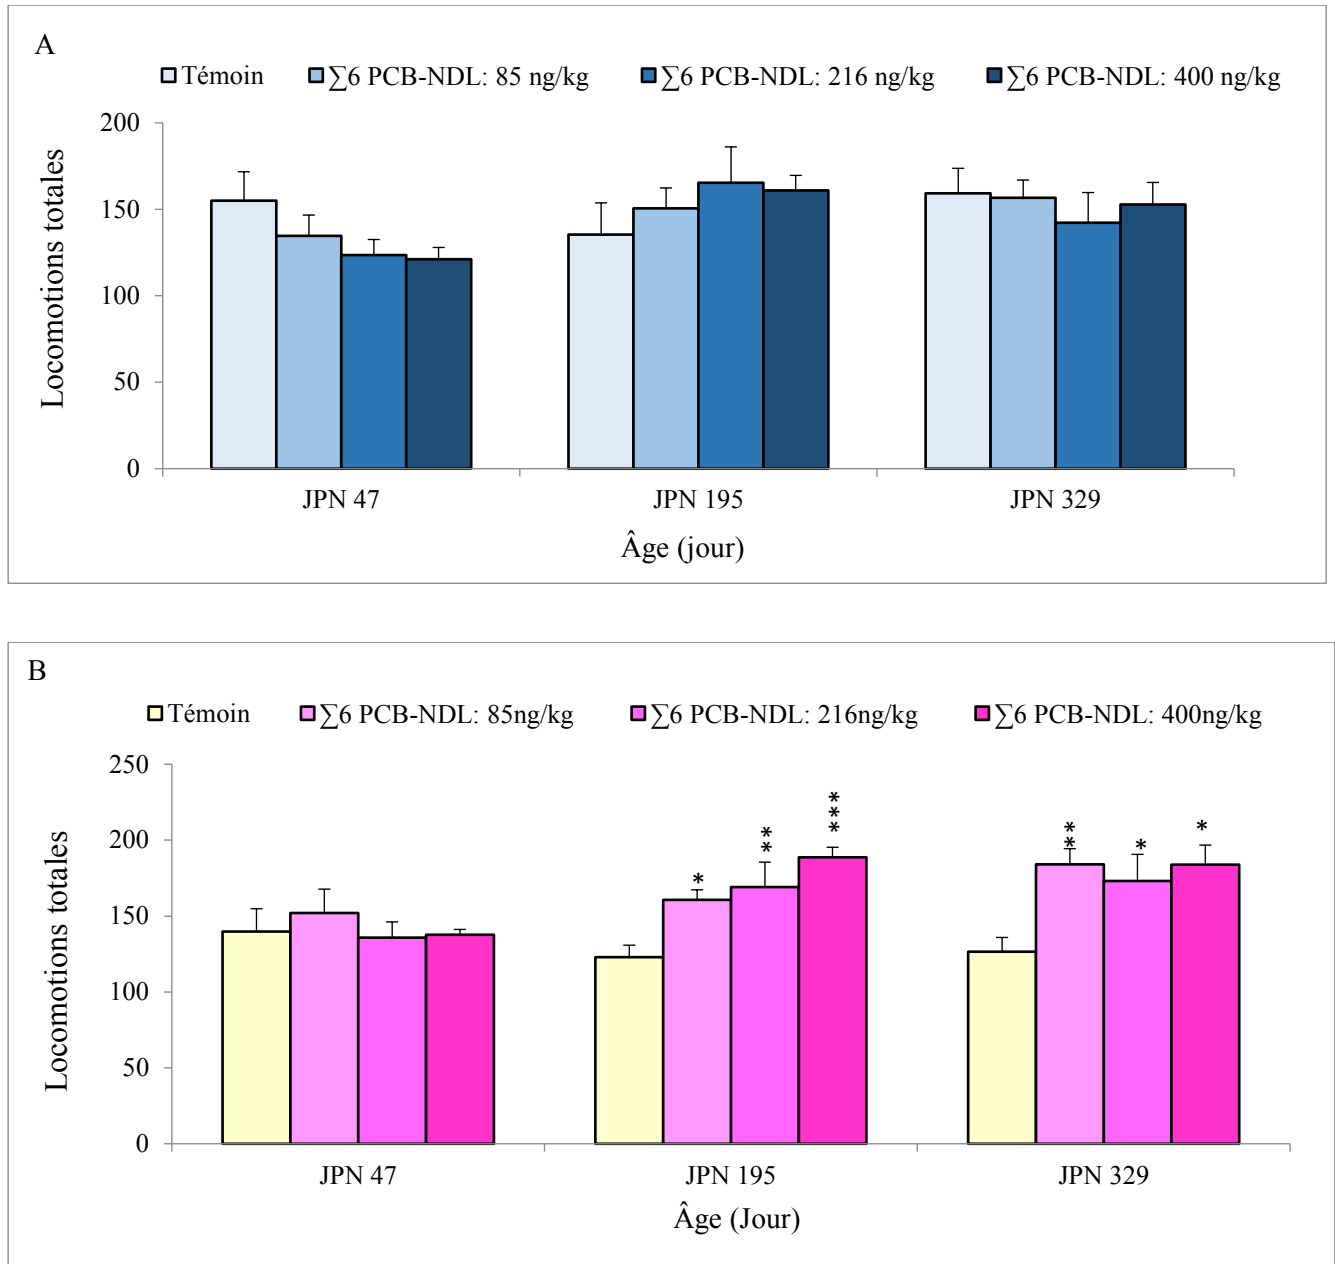 A
Témoin ∑6 PCB-NDL: 85 ng/kg ∑6 PCB-NDL: 216 ng/kg ∑6 PCB-NDL: 400 ng/kg
Locomotions totales
200
150
100
50
0
JPN 47 JPN 195 JPN 329
Âge (jour)
B
Témoin ∑6 PCB-NDL: 85ng/kg ∑6 PCB-NDL: 216ng/kg ∑6 PCB-NDL: 400ng/kg
Locomotions totales
250
200
150
100
50
0
* ** *** ** * *
JPN 47 JPN 195 JPN 329
Âge (Jour)